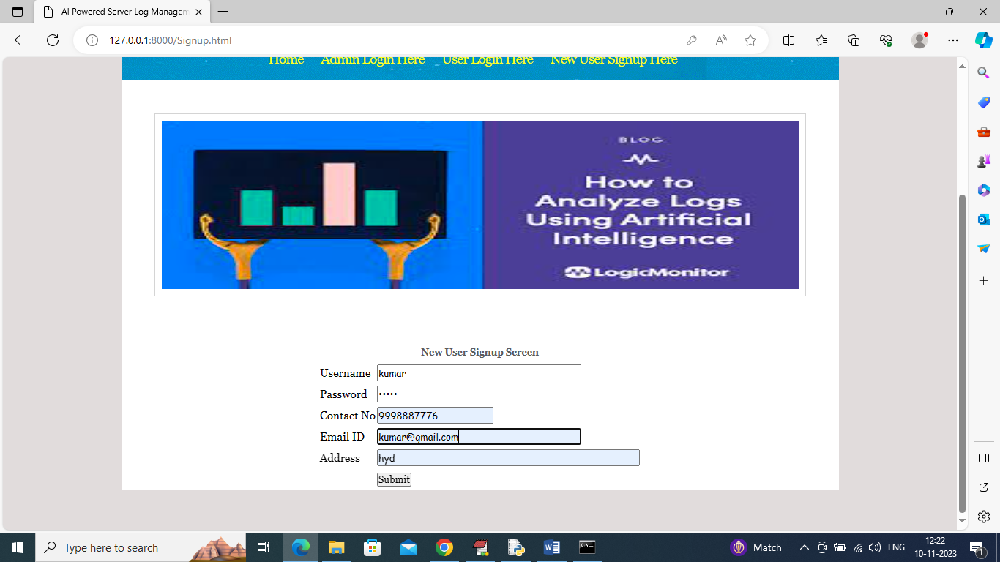 AI Powered Server Log Managem
127.0.0.1:8000/Signup.html
Home Admin Login Here User Login Here New User Signup Here
BLOG
How to
Analyze Logs
Using Artificial
Intelligence
LogicMonitor
New User Signup Screen
Username kumar
Password •••••
Contact No 9998887776
Email ID kumar@gmail.com
Address hyd
Submit
Type here to search
Match
ENG
12:22
10-11-2023
1